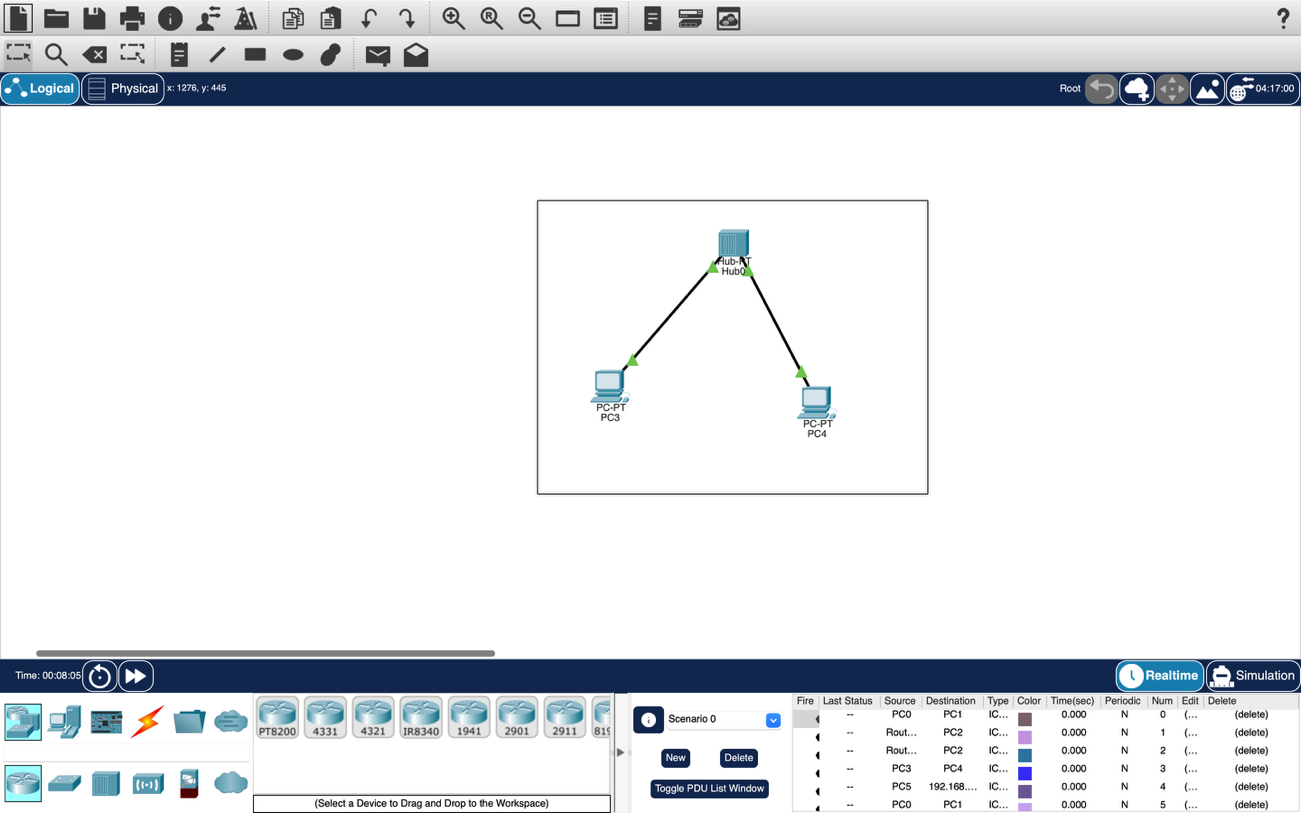 ?
Logical
Physical
x: 1276, y: 445
Root
04:17:00
Hub-PT
Hub0
PC-PT
PC3
PC-PT
PC4
Time: 00:08:05
Realtime
Simulation
PT8200
4331
4321
IR8340
1941
2901
2911
819
(Select a Device to Drag and Drop to the Workspace)
Scenario 0
New
Delete
Toggle PDU List Window
Fire Last Status Source Destination Type Color Time(sec) Periodic Num Edit Delete
-- PC0 PC1 IC... 0.000 N 0 (... (delete)
-- Rout... PC2 IC... 0.000 N 1 (... (delete)
-- Rout... PC2 IC... 0.000 N 2 (... (delete)
-- PC3 PC4 IC... 0.000 N 3 (... (delete)
-- PC5 192.168.... IC... 0.000 N 4 (... (delete)
-- PC0 PC1 IC... 0.000 N 5 (... (delete)